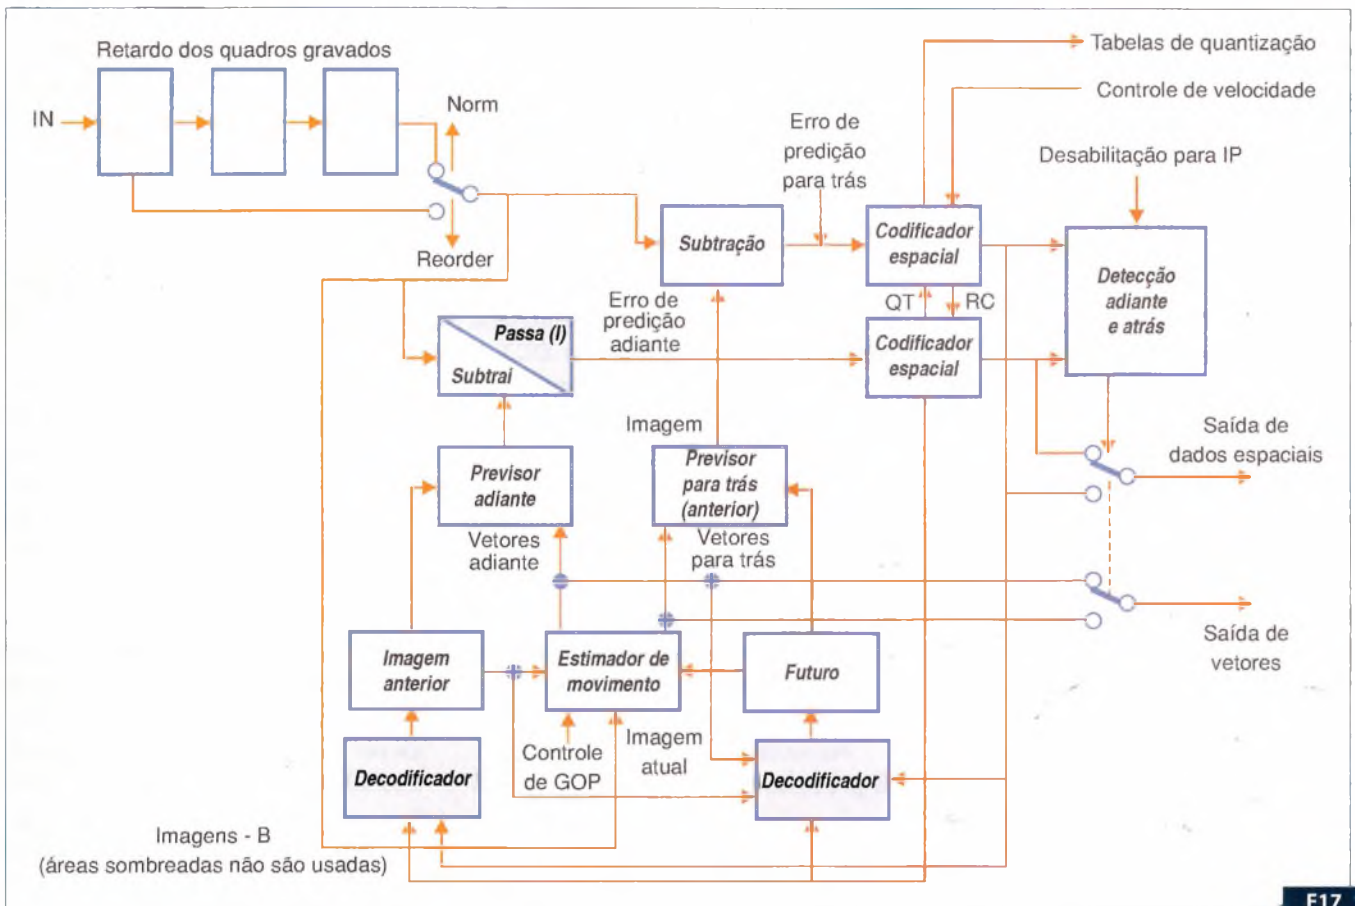 Retardo dos quadros gravados
IN
Norm
Reorder
Tabelas de quantização
Controle de velocidade
Erro de
predição
para trás
Desabilitação para IP
Subtração
Codificador
espacial
Detecção
adiante
e atrás
QT
RC
Passa (I)
Subtrai
Erro de
predição
adiante
Codificador
espacial
Imagem
Saída de
dados espaciais
Previsor
adiante
Previsor
para trás
(anterior)
Vetores
adiante
Vetores
para trás
Imagem
anterior
Estimador de
movimento
Futuro
Saída de
vetores
Controle
de GOP
Imagem
atual
Decodificador
Decodificador
Imagens - B
(áreas sombreadas não são usadas)
F17